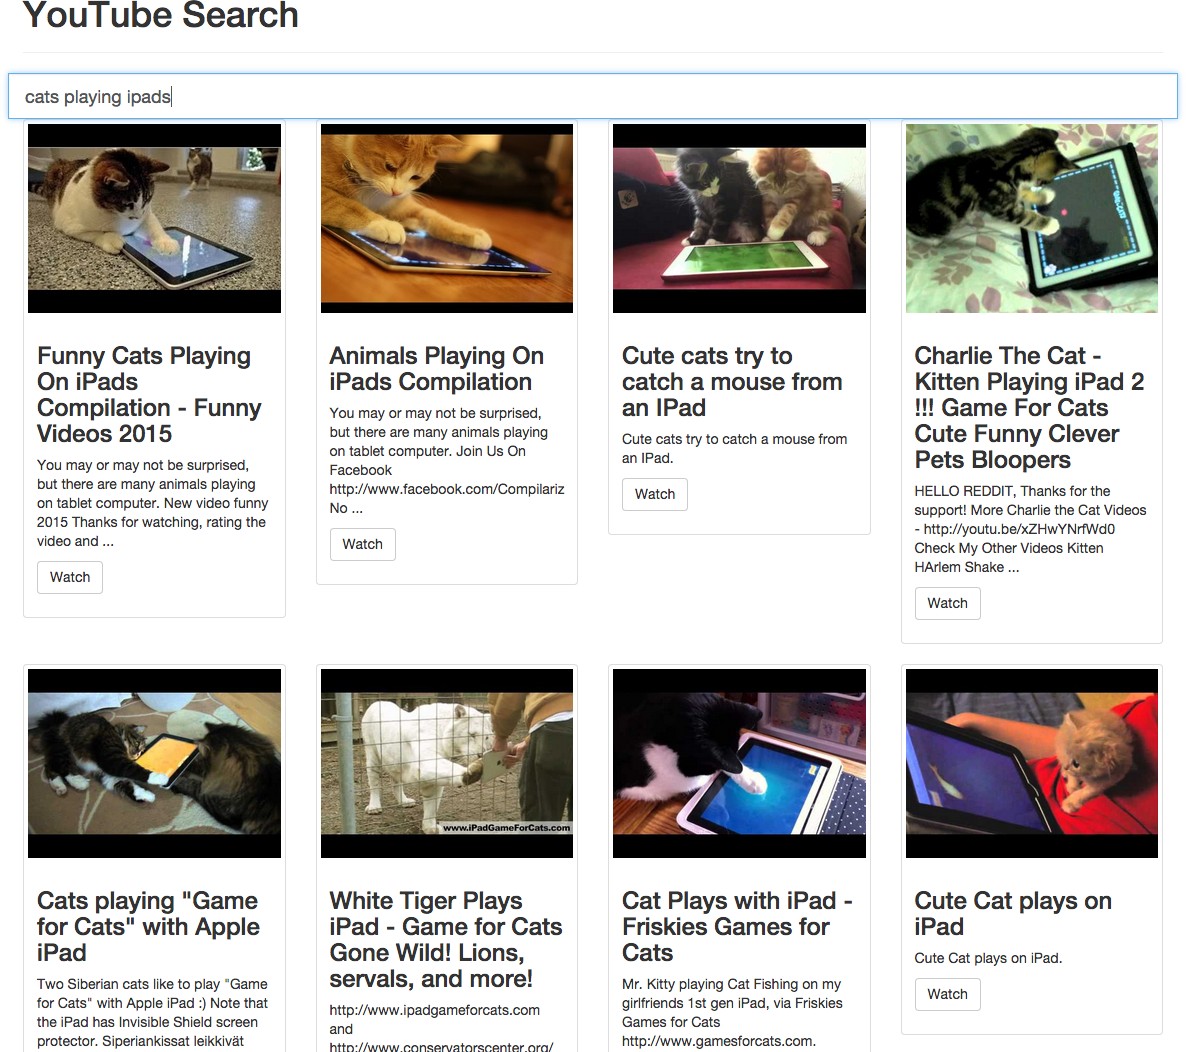 YouTube Search
cats playing ipads
Funny Cats Playing
On iPads
Compilation - Funny
Videos 2015
You may or may not be surprised,
but there are many animals playing
on tablet computer. New video funny
2015 Thanks for watching, rating the
video and ...
Watch
Animals Playing On
iPads Compilation
You may or may not be surprised,
but there are many animals playing
on tablet computer. Join Us On
Facebook
http://www.facebook.com/Compilariz
No ...
Watch
Cute cats try to
catch a mouse from
an IPad
Cute cats try to catch a mouse from
an IPad.
Watch
Charlie The Cat -
Kitten Playing iPad 2
!!! Game For Cats
Cute Funny Clever
Pets Bloopers
HELLO REDDIT, Thanks for the
support! More Charlie the Cat Videos
- http://youtu.be/xZHwYNrfWd0
Check My Other Videos Kitten
HArlem Shake ...
Watch
Cats playing "Game
for Cats" with Apple
iPad
Two Siberian cats like to play "Game
for Cats" with Apple iPad :) Note that
the iPad has Invisible Shield screen
protector. Siperiankissat leikkivät
www.iPadGameForCats.com
White Tiger Plays
iPad - Game for Cats
Gone Wild! Lions,
servals, and more!
http://www.ipadgameforcats.com
and
http://www.conservatorscenter.org/
Cat Plays with iPad -
Friskies Games for
Cats
Mr. Kitty playing Cat Fishing on my
girlfriends 1st gen iPad, via Friskies
Games for Cats
http://www.gamesforcats.com.
Cute Cat plays on
iPad
Cute Cat plays on iPad.
Watch